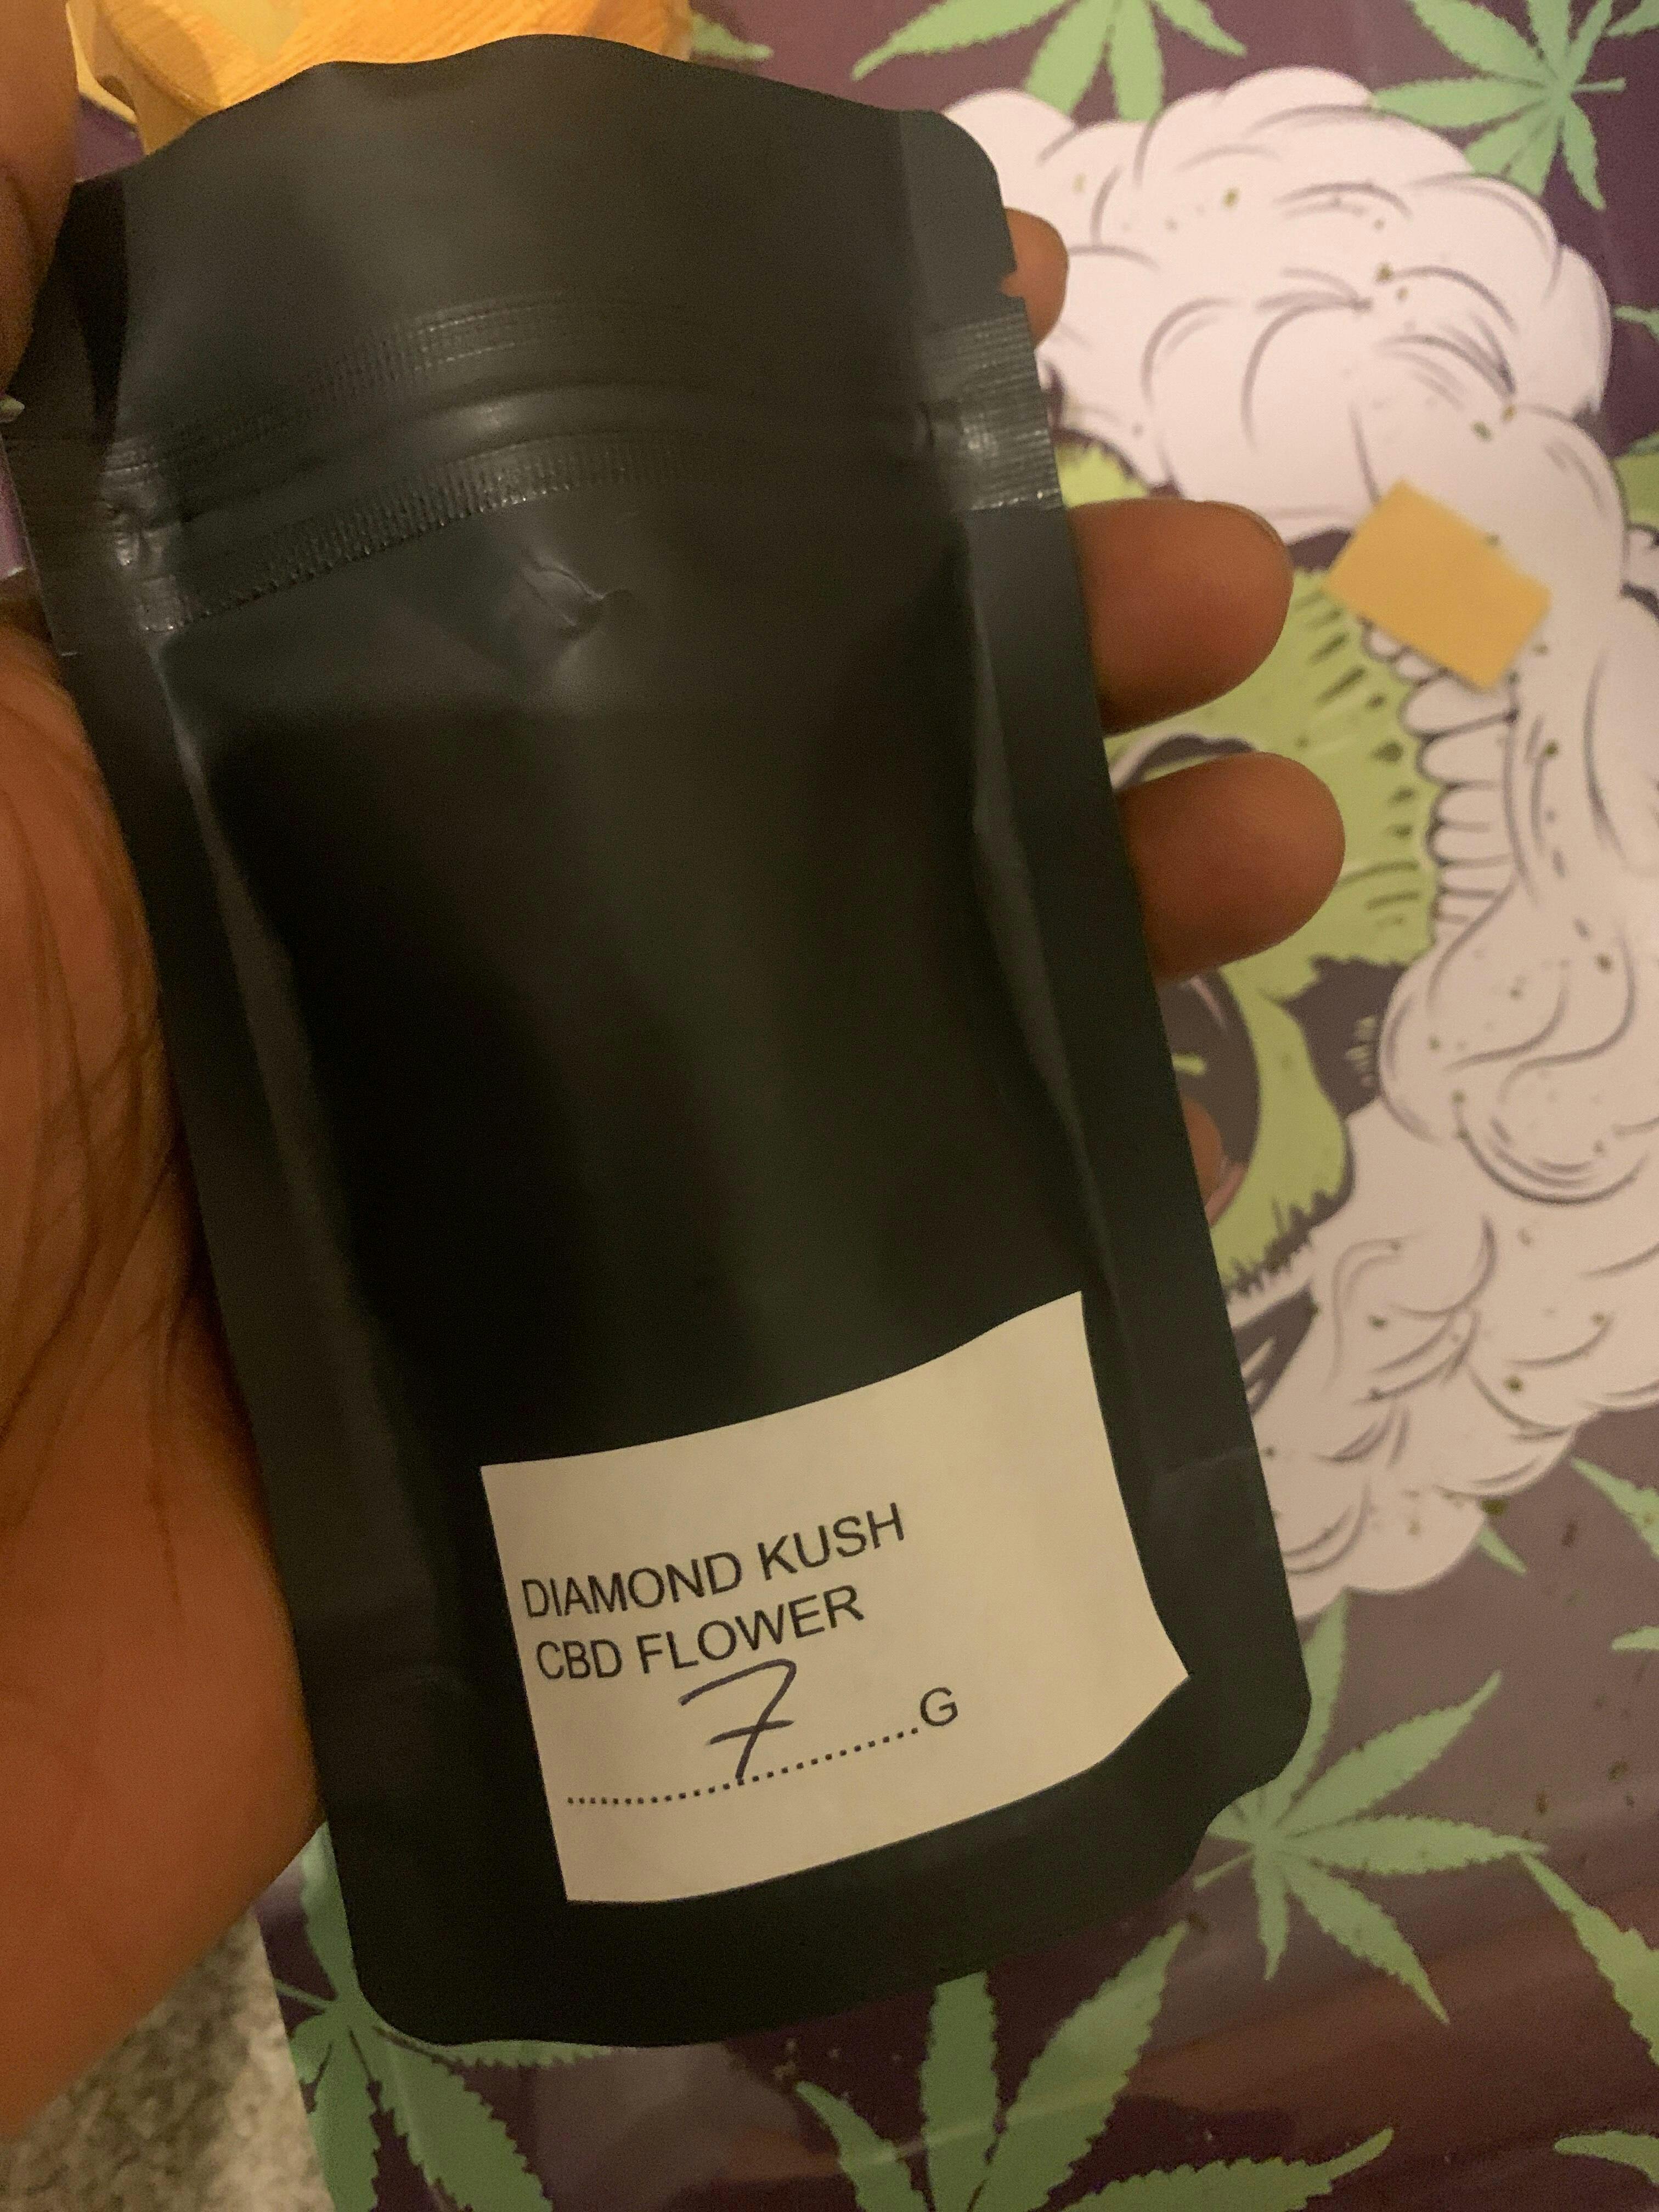 DIAMOND KUSH
CBD FLOWER
7
........................G